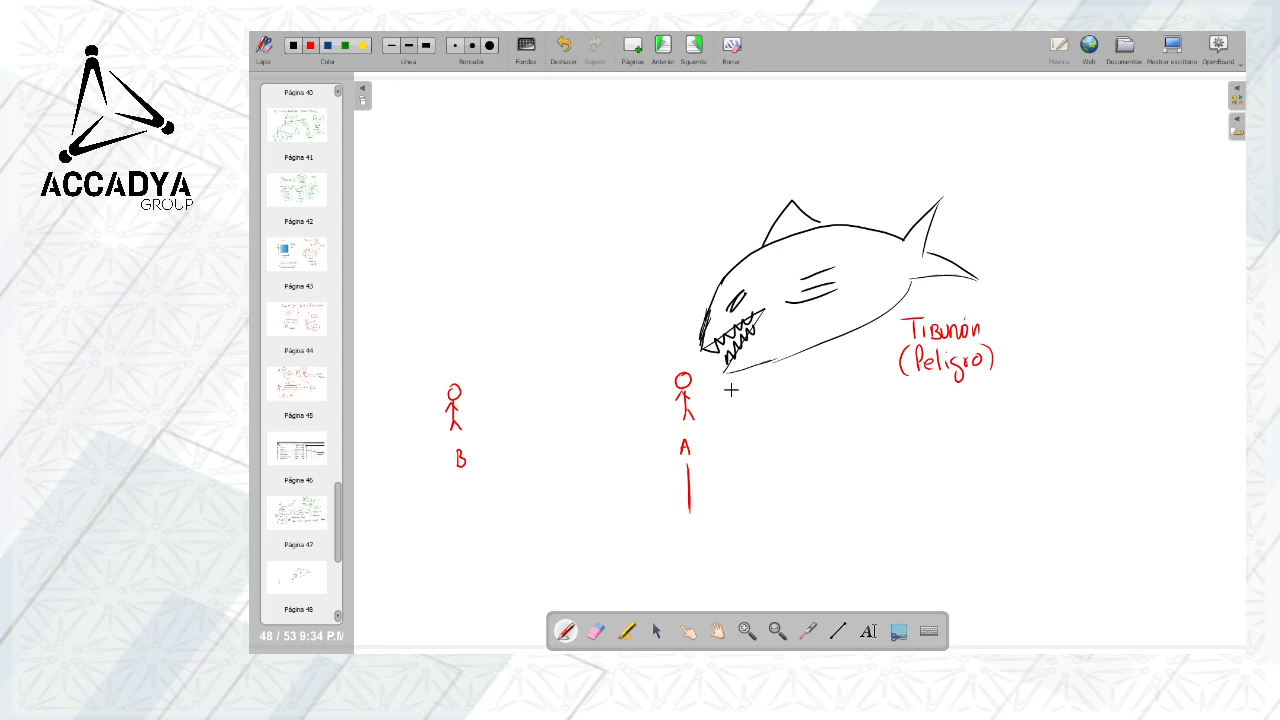 ACCADYA
GROUP
Lápiz
Color
Línea
Borrador
Fondos
Deshacer
Repetir
Páginas
Anterior
Siguiente
Borrar
Pizarra
Web
Documentos
Mostrar escritorio
OpenBoard
Página 40
Página 41
Página 42
Página 43
Página 44
Página 45
Página 46
Página 47
Página 48
48 / 53 9:34 P.M
TIBURÓN
(Peligro)
B
A